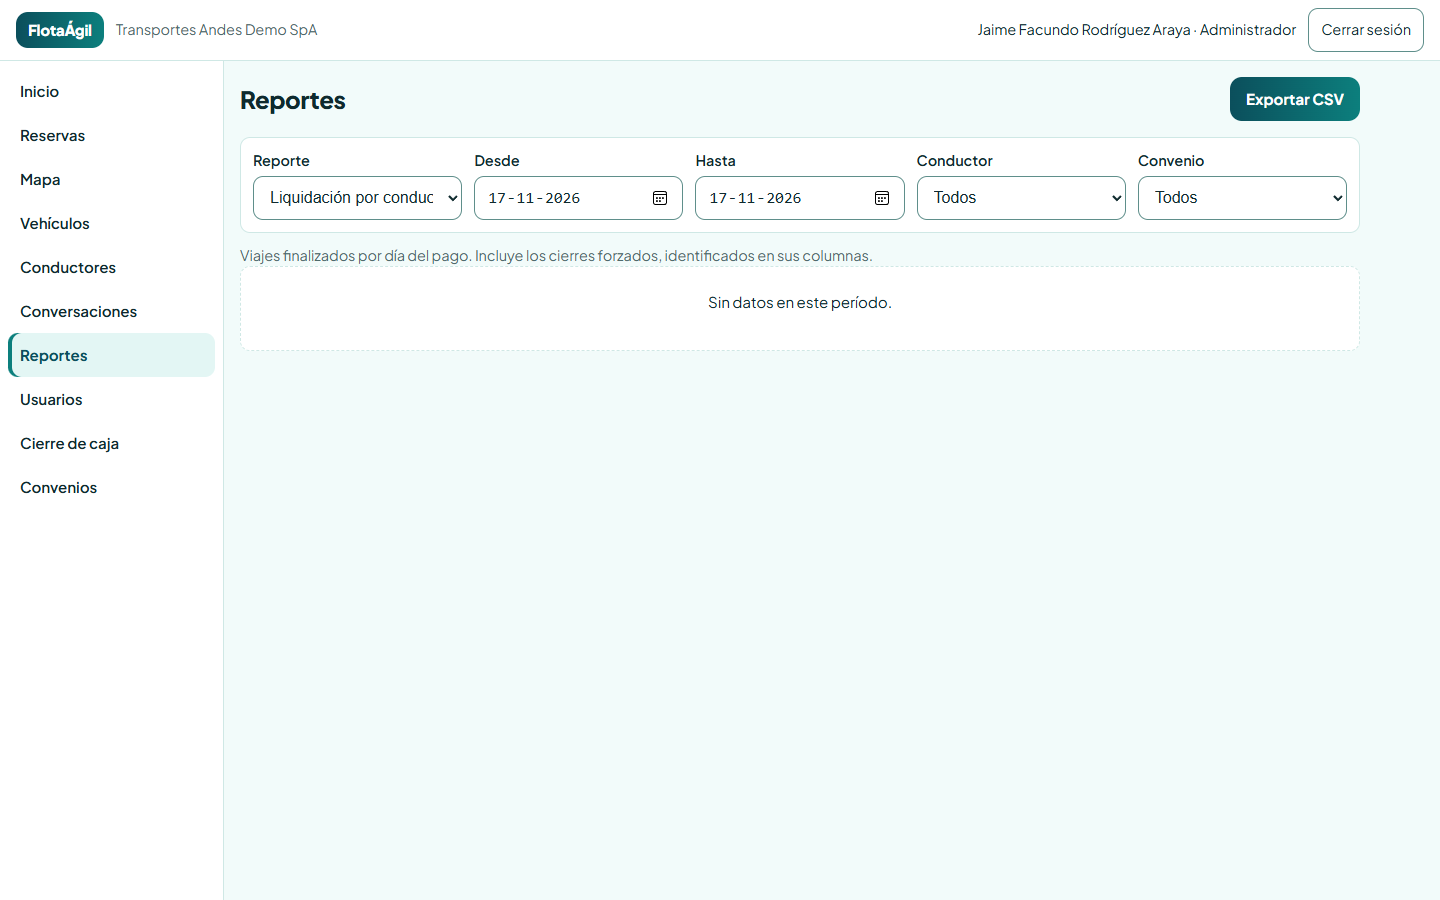 FlotaÁgil
Transportes Andes Demo SpA
Jaime Facundo Rodríguez Araya · Administrador
Cerrar sesión
Inicio
Reservas
Mapa
Vehículos
Conductores
Conversaciones
Reportes
Usuarios
Cierre de caja
Convenios
Reportes
Exportar CSV
Reporte
Desde
Hasta
Conductor
Convenio
Liquidación por conduc
17-11-2026
17-11-2026
Todos
Todos
Viajes finalizados por día del pago. Incluye los cierres forzados, identificados en sus columnas.
Sin datos en este período.